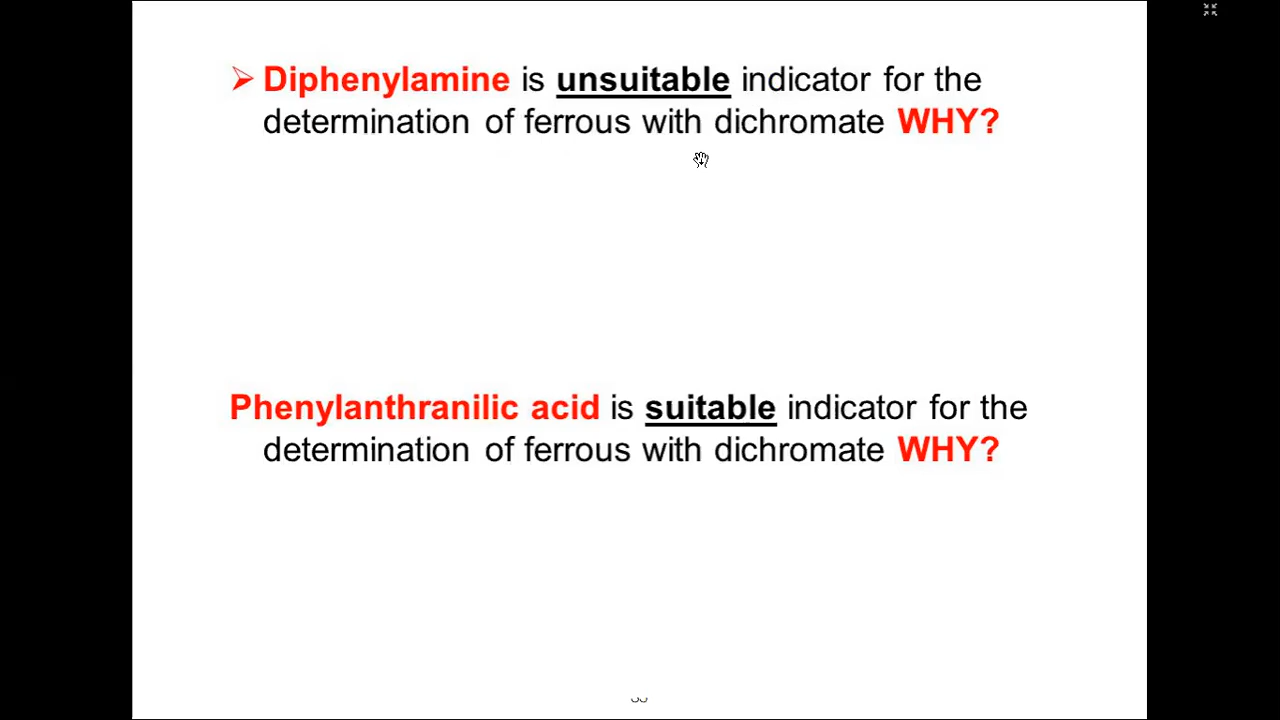 ➢ Diphenylamine is unsuitable indicator for the
determination of ferrous with dichromate WHY?
Phenylanthranilic acid is suitable indicator for the
determination of ferrous with dichromate WHY?